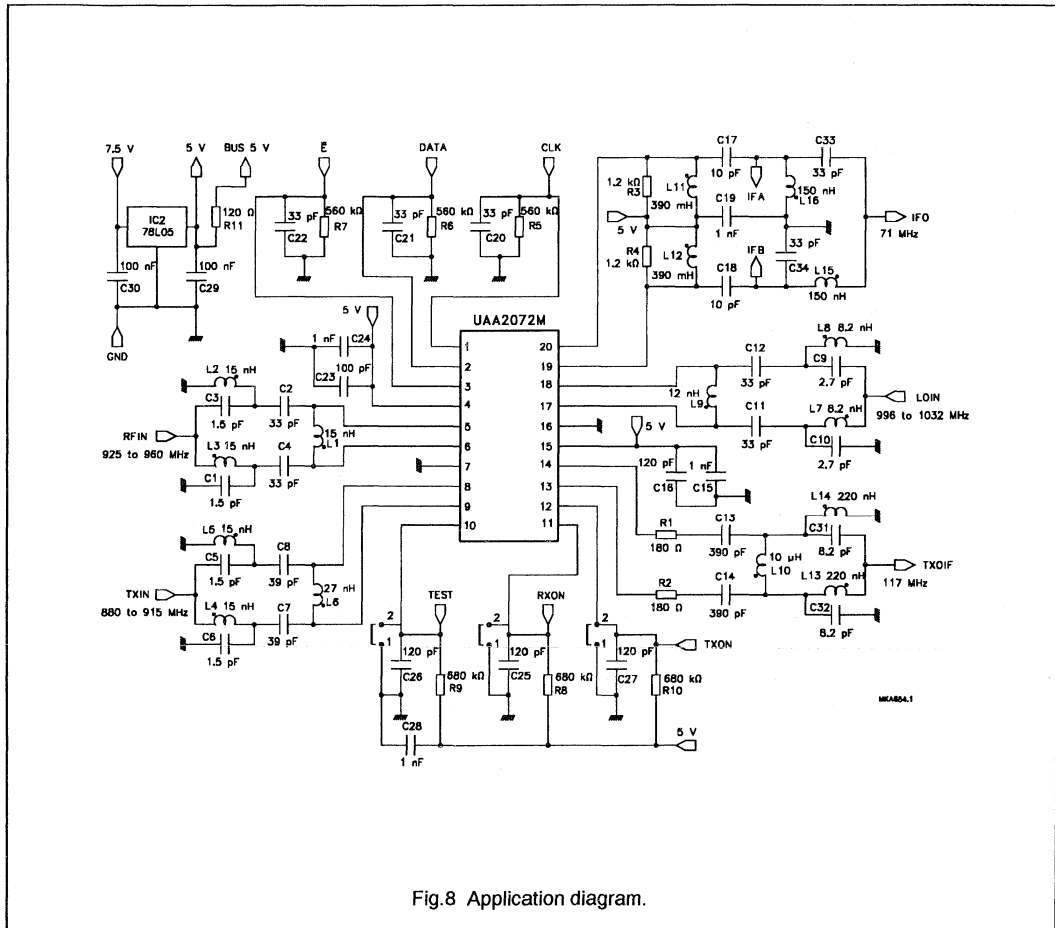 7.5 V
5 V
BUS 5 V
IC2
78L05
120 Ω
R11
100 nF
C30
100 nF
C29
GND
E̅
33 pF
C22
560 kΩ
R7
DATA
33 pF
C21
560 kΩ
R6
CLK
33 pF
C20
560 kΩ
R5
5 V
1 nF
C24
C23
100 pF
UAA2072M
1
2
3
4
5
6
7
8
9
10
20
19
18
17
16
15
14
13
12
11
1.2 kΩ
R3
390 mH
L11
5 V
R4
1.2 kΩ
L12
390 mH
C17
10 pF
IFA
C19
1 nF
IFB
C18
10 pF
C33
33 pF
150 nH
L16
33 pF
C34
L15
150 nH
IFO
71 MHz
L2 15 nH
C3
1.5 pF
C2
33 pF
RFIN
925 to 960 MHz
15 nH
L1
L3 15 nH
C1
1.5 pF
C4
33 pF
12 nH
L9
C12
33 pF
C11
33 pF
L8 8.2 nH
C9
2.7 pF
L7 8.2 nH
C10
2.7 pF
LOIN
996 to 1032 MHz
5 V
120 pF
C16
1 nF
C15
L5 15 nH
C5
1.5 pF
C8
39 pF
TXIN
880 to 915 MHz
27 nH
L6
L4 15 nH
C6
1.5 pF
C7
39 pF
R1
180 Ω
C13
390 pF
R2
180 Ω
C14
390 pF
10 µH
L10
L14 220 nH
C31
8.2 pF
L13 220 nH
C32
8.2 pF
TXOIF
117 MHz
TEST
2
1
120 pF
C26
680 kΩ
R9
RXON
2
1
120 pF
C25
680 kΩ
R8
2
1
120 pF
C27
TXON
680 kΩ
R10
C28
1 nF
5 V
MKA664.1
Fig.8 Application diagram.